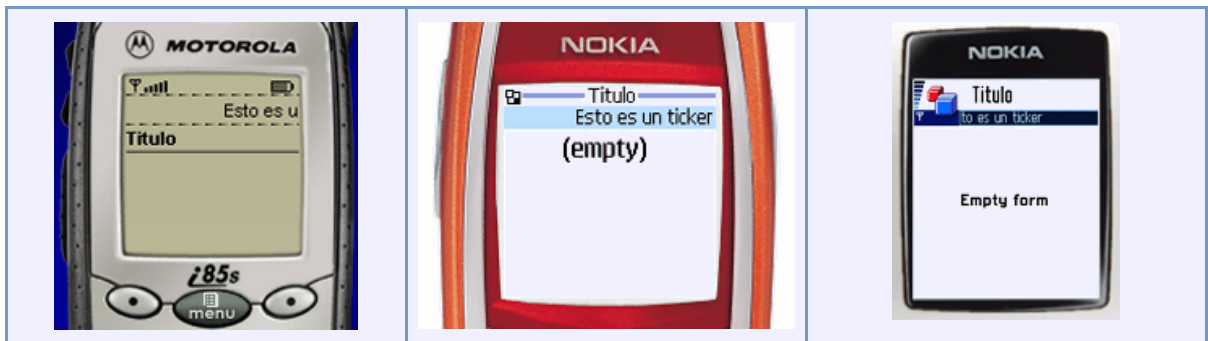 MOTOROLA
Esto es u
Titulo
i85s
menu
NOKIA
Titulo
Esto es un ticker
(empty)
NOKIA
Titulo
to es un ticker
Empty form